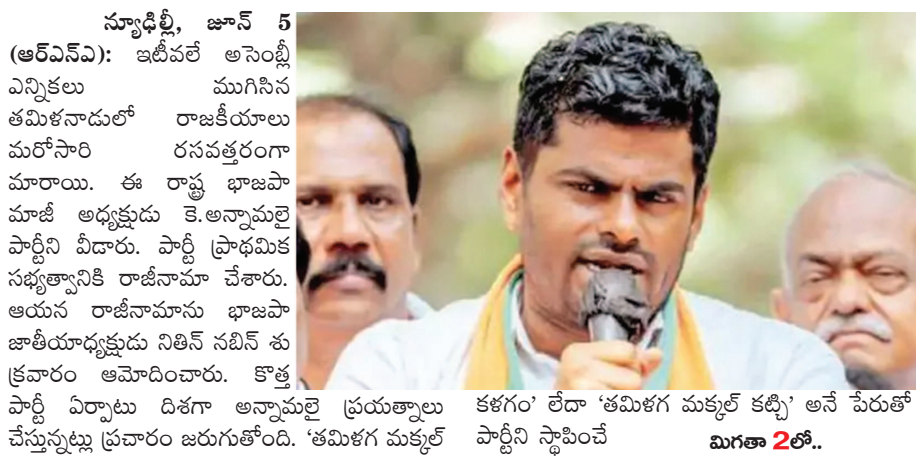 న్యూఢిల్లీ, జూన్ 5
(ఆర్ఎన్ఎ): ఇటీవలే అసెంబ్లీ
ఎన్నికలు ముగిసిన
తమిళనాడులో రాజకీయాలు
మరోసారి రసవత్తరంగా
మారాయి. ఈ రాష్ట్ర భాజపా
మాజీ అధ్యక్షుడు కె.అన్నామలై
పార్టీని వీడారు. పార్టీ ప్రాథమిక
సభ్యత్వానికి రాజీనామా చేశారు.
ఆయన రాజీనామాను భాజపా
జాతీయాధ్యక్షుడు నితిన్ నబిన్ శు
క్రవారం ఆమోదించారు. కొత్త
పార్టీ ఏర్పాటు దిశగా అన్నామలై ప్రయత్నాలు
చేస్తున్నట్లు ప్రచారం జరుగుతోంది. ‘తమిళగ మక్కల్
కళగం’ లేదా ‘తమిళగ మక్కల్ కట్చి’ అనే పేరుతో
పార్టీని స్థాపించే
మిగతా 2లో..